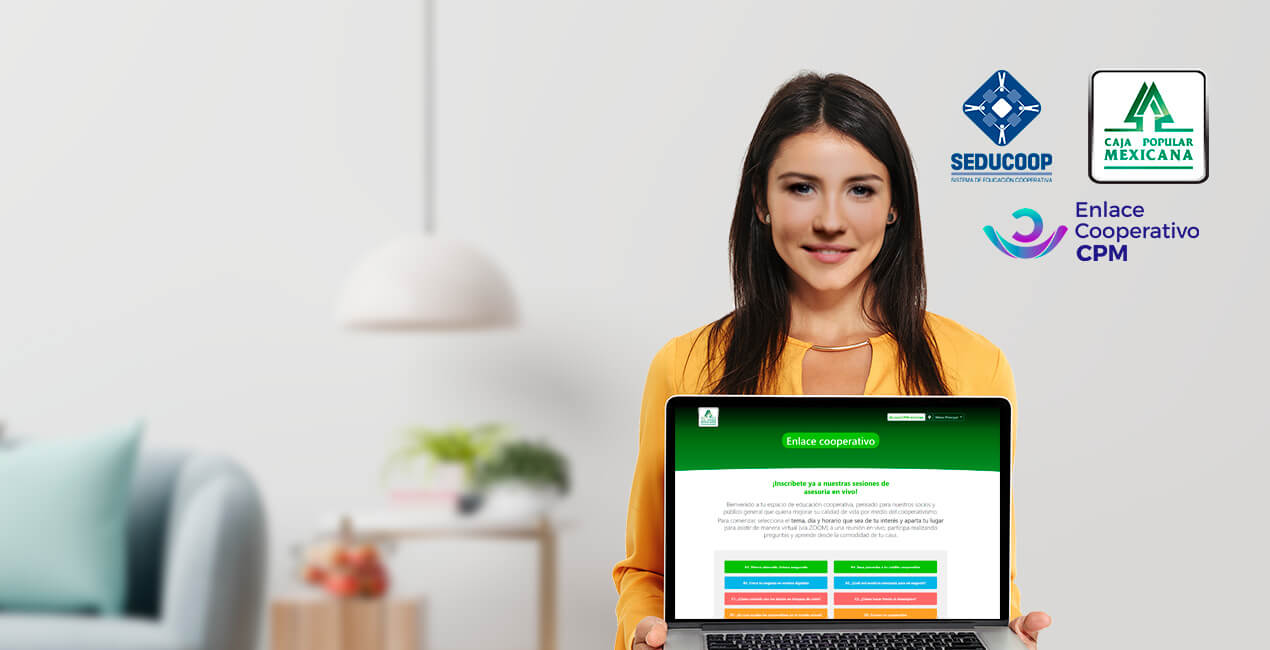 SEDUCOOP
SISTEMA DE EDUCACIÓN COOPERATIVA
CAJA POPULAR
MEXICANA
Enlace
Cooperativo
CPM
Enlace cooperativo
¡Inscríbete ya a nuestras sesiones de
asesoría en vivo!
Bienvenido a tu espacio de educación cooperativa, pensado para nuestros socios y
público general que quiera mejorar su calidad de vida por medio del cooperativismo.
Para comenzar selecciona el tema, día y horario que sea de tu interés y aparta tu lugar
para asistir de manera virtual (vía ZOOM) a una reunión en vivo, participa realizando
preguntas y aprende desde la comodidad de tu casa.